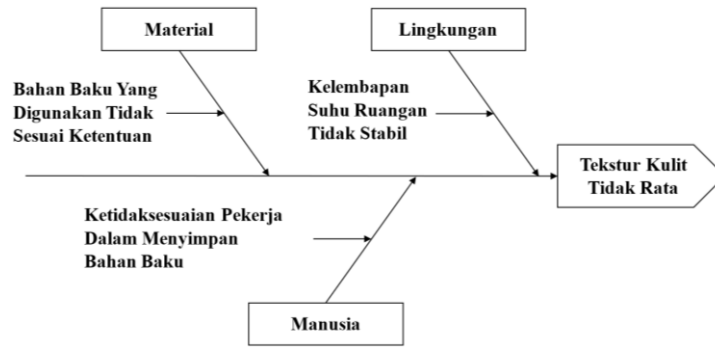 Material
Lingkungan
Bahan Baku Yang
Digunakan Tidak
Sesuai Ketentuan
Kelembapan
Suhu Ruangan
Tidak Stabil
Tekstur Kulit
Tidak Rata
Ketidaksesuaian Pekerja
Dalam Menyimpan
Bahan Baku
Manusia